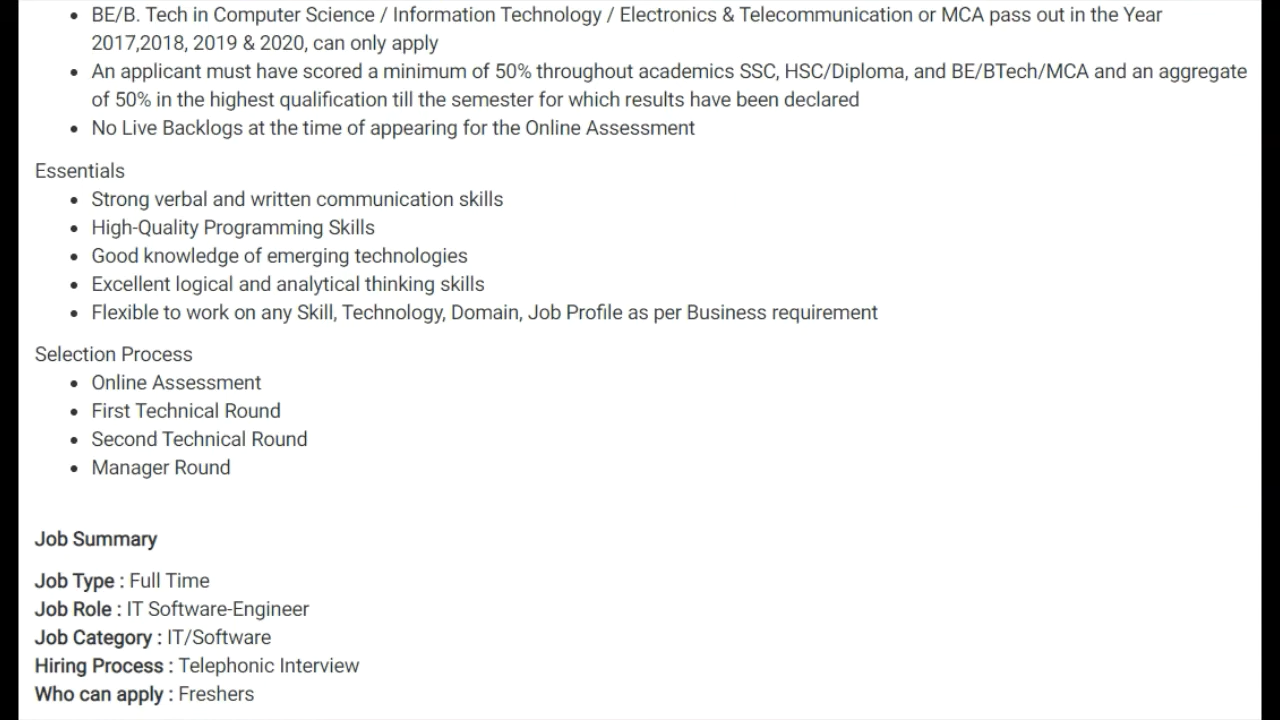 BE/B. Tech in Computer Science / Information Technology / Electronics & Telecommunication or MCA pass out in the Year
2017,2018, 2019 & 2020, can only apply
An applicant must have scored a minimum of 50% throughout academics SSC, HSC/Diploma, and BE/BTech/MCA and an aggregate
of 50% in the highest qualification till the semester for which results have been declared
No Live Backlogs at the time of appearing for the Online Assessment
Essentials
Strong verbal and written communication skills
High-Quality Programming Skills
Good knowledge of emerging technologies
Excellent logical and analytical thinking skills
Flexible to work on any Skill, Technology, Domain, Job Profile as per Business requirement
Selection Process
Online Assessment
First Technical Round
Second Technical Round
Manager Round
Job Summary
Job Type : Full Time
Job Role : IT Software-Engineer
Job Category : IT/Software
Hiring Process : Telephonic Interview
Who can apply : Freshers